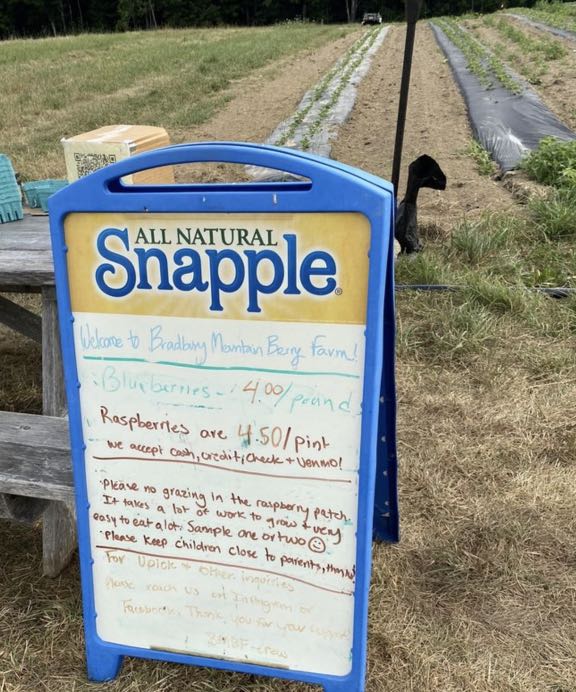 ALL NATURAL
Snapple®
Welcome to Bradbury Mountain Berry Farm!
Blueberries - 4.00/pound
Raspberries are 4.50/pint
we accept cash, credit, check + Venmo!
• Please no grazing in the raspberry patch.
It takes a lot of work to grow + very
easy to eat a lot. Sample one or two ☺
• Please keep children close to parents, thanks!
For Upick + other inquiries
please reach us on Instagram or
Facebook. Thank you for your support
BMBF-crew